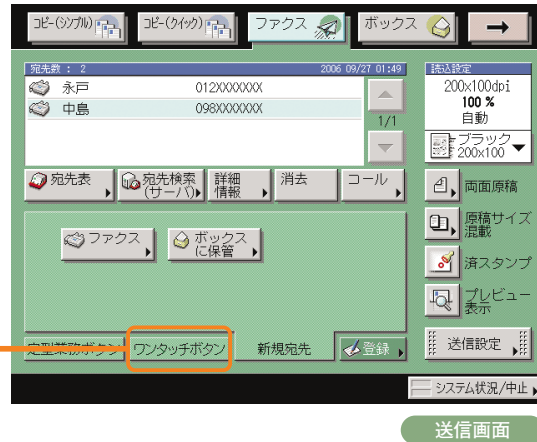 コピー(シンプル)
コピー(クイック)
ファクス
ボックス
宛先数 : 2
2006 09/27 01:49
永戸 012XXXXXXX
中島 098XXXXXXX
1/1
宛先表
宛先検索
(サーバ)
詳細
情報
消去
コール
ファクス
ボックス
に保管
定型業務ボタン
ワンタッチボタン
新規宛先
登録
読込設定
200x100dpi
100 %
自動
ブラック
200x100
両面原稿
原稿サイズ
混載
済スタンプ
プレビュー
表示
送信設定
システム状況/中止
送信画面